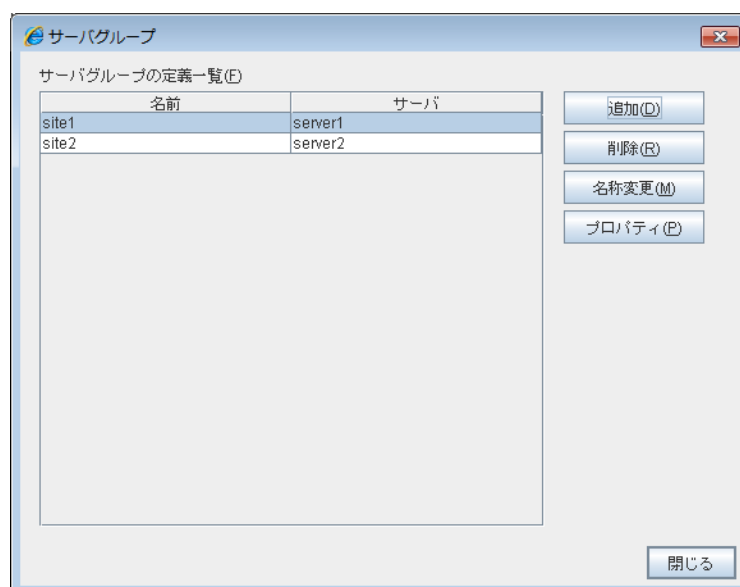 サーバグループ
サーバグループの定義一覧(F)
名前 サーバ
site1 server1
site2 server2
追加(D)
削除(R)
名称変更(M)
プロパティ(P)
閉じる